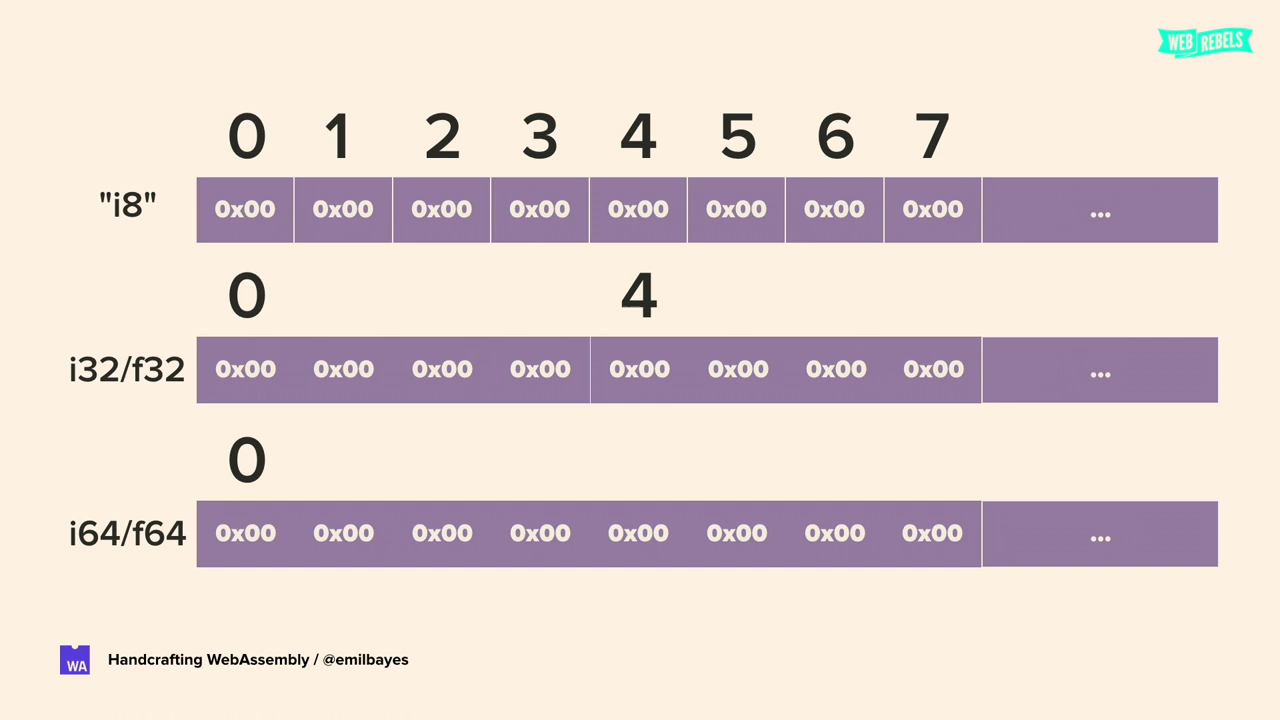 WEB REBELS
0 1 2 3 4 5 6 7
"i8" 0x00 0x00 0x00 0x00 0x00 0x00 0x00 0x00 ...
0 4
i32/f32 0x00 0x00 0x00 0x00 0x00 0x00 0x00 0x00 ...
0
i64/f64 0x00 0x00 0x00 0x00 0x00 0x00 0x00 0x00 ...
WA Handcrafting WebAssembly / @emilbayes